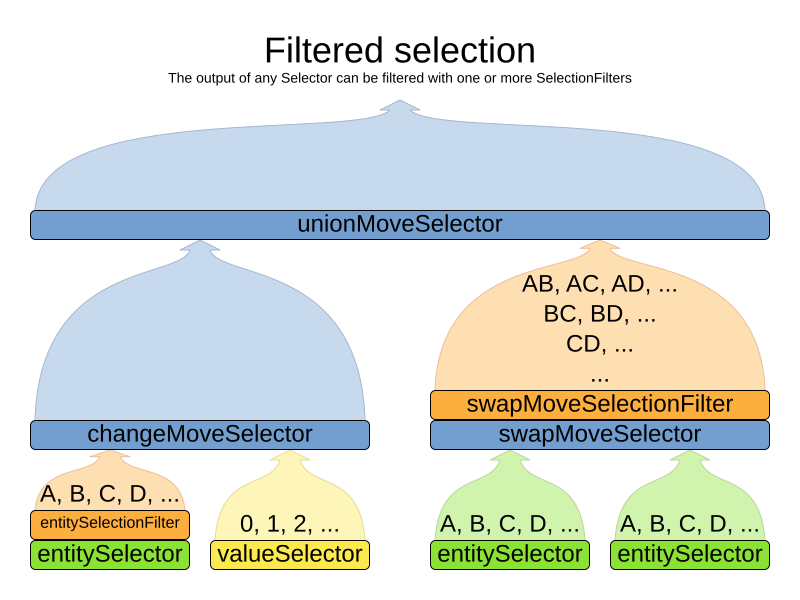 Filtered selection
The output of any Selector can be filtered with one or more SelectionFilters
unionMoveSelector
AB, AC, AD, ...
BC, BD, ...
CD, ...
...
swapMoveSelectionFilter
changeMoveSelector
swapMoveSelector
A, B, C, D, ...
entitySelectionFilter
entitySelector
0, 1, 2, ...
valueSelector
A, B, C, D, ...
entitySelector
A, B, C, D, ...
entitySelector